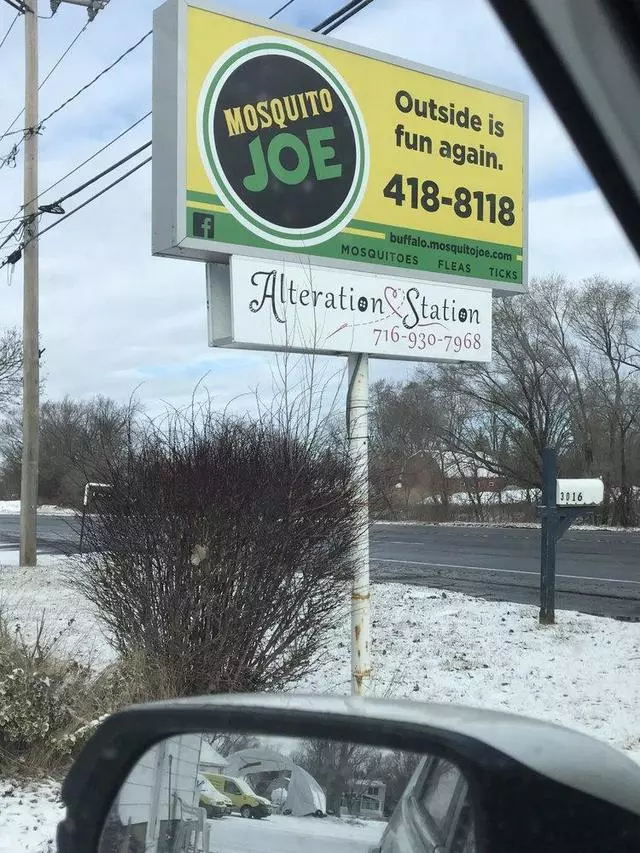 MOSQUITO
JOE
Outside is
fun again.
418-8118
f
buffalo.mosquitojoe.com
MOSQUITOES FLEAS TICKS
Alteration Station
716-930-7968
3016